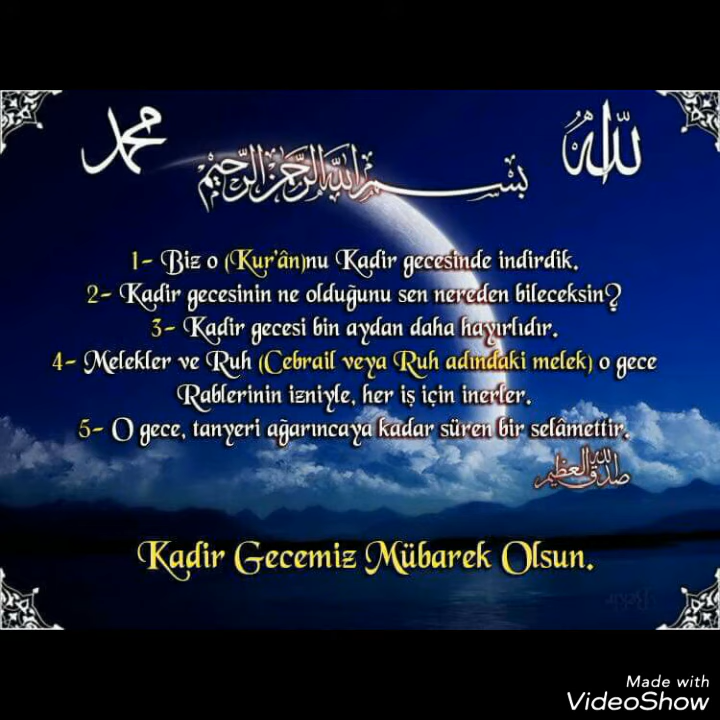 محمد
الله
بسم الله الرحمن الرحيم
1- Biz o (Kur'ân)nu Kadir gecesinde indirdik.
2- Kadir gecesinin ne olduğunu sen nereden bileceksin?
3- Kadir gecesi bin aydan daha hayırlıdır.
4- Melekler ve Ruh (Cebrail veya Ruh adındaki melek) o gece
Rablerinin izniyle, her iş için inerler.
5- O gece, tanyeri ağarıncaya kadar süren bir selâmettir.
صدق الله العظيم
Kadir Gecemiz Mübarek Olsun.
Made with
VideoShow